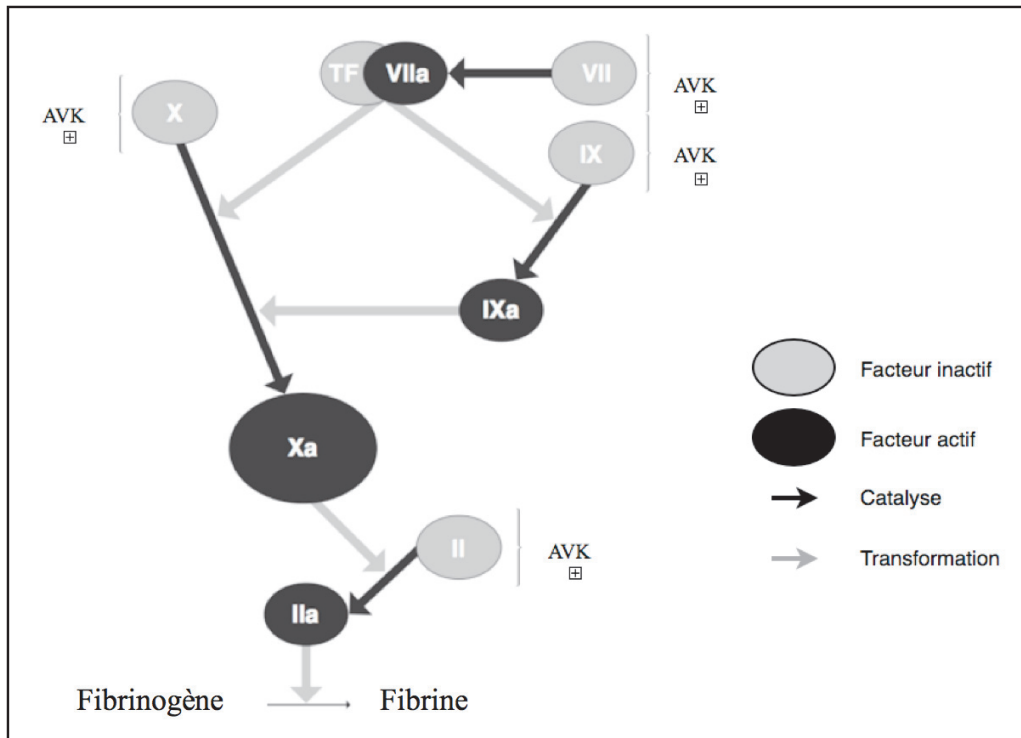 TF VIIa VII
AVK
⊞
X
AVK
⊞
IX
AVK
⊞
IXa
Xa
II
AVK
⊞
IIa
Fibrinogène
Fibrine
Facteur inactif
Facteur actif
Catalyse
Transformation